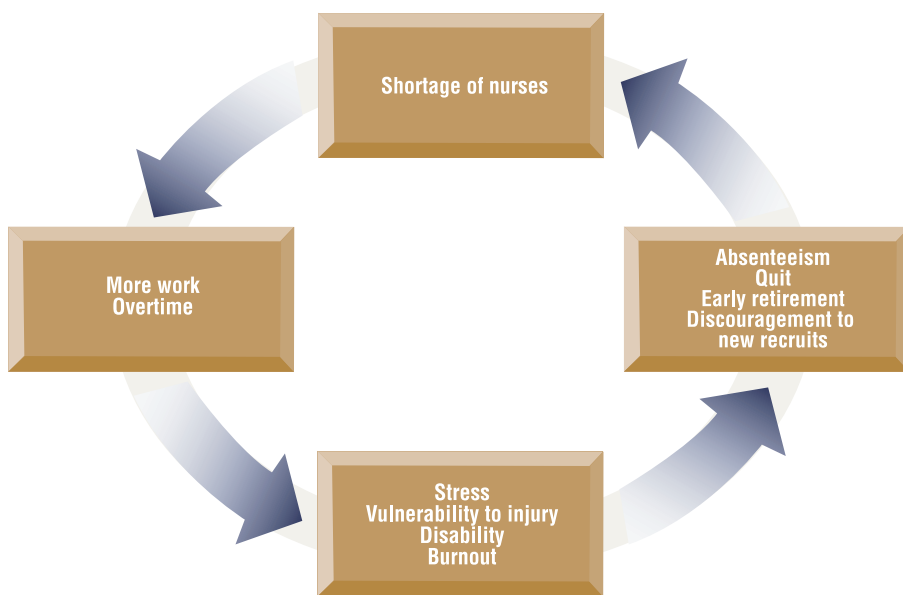 Shortage of nurses
More work
Overtime
Stress
Vulnerability to injury
Disability
Burnout
Absenteeism
Quit
Early retirement
Discouragement to
new recruits